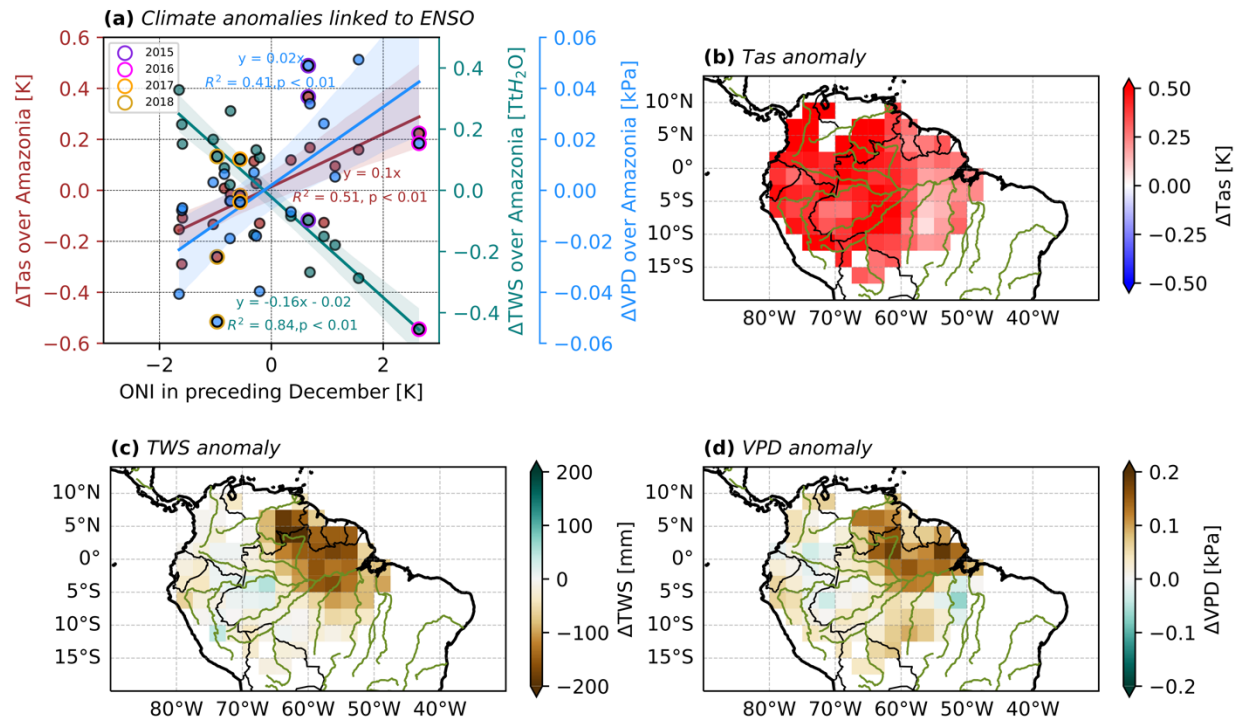 (a) Climate anomalies linked to ENSO
0.6
0.4
0.2
0.0
−0.2
−0.4
−0.6
ΔTas over Amazonia [K]
2015
2016
2017
2018
y = 0.02x
R² = 0.41,p < 0.01
y = 0.1x
R² = 0.51, p < 0.01
y = -0.16x - 0.02
R² = 0.84,p < 0.01
−2
0
2
ONI in preceding December [K]
0.4
0.2
0.0
−0.2
−0.4
ΔTWS over Amazonia [TtH₂O]
0.06
0.04
0.02
0.00
−0.02
−0.04
−0.06
ΔVPD over Amazonia [kPa]
(b) Tas anomaly
10°N
5°N
0°
5°S
10°S
15°S
80°W 70°W 60°W 50°W 40°W
0.50
0.25
0.00
−0.25
−0.50
ΔTas [K]
(c) TWS anomaly
10°N
5°N
0°
5°S
10°S
15°S
80°W 70°W 60°W 50°W 40°W
200
100
0
−100
−200
ΔTWS [mm]
(d) VPD anomaly
10°N
5°N
0°
5°S
10°S
15°S
80°W 70°W 60°W 50°W 40°W
0.2
0.1
0.0
−0.1
−0.2
ΔVPD [kPa]